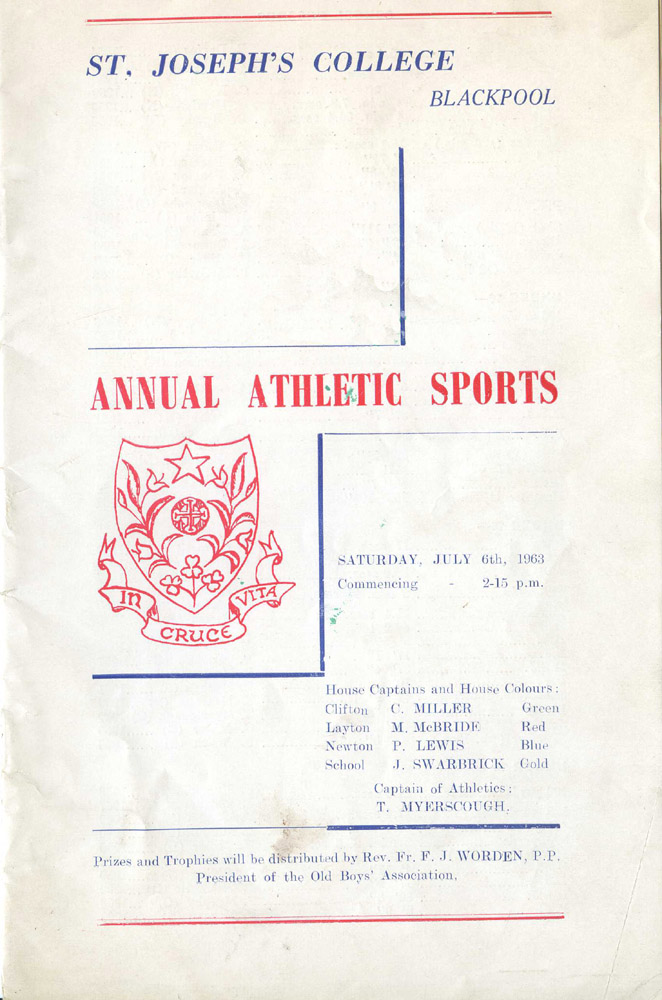 ST. JOSEPH'S COLLEGE
BLACKPOOL
ANNUAL ATHLETIC SPORTS
IN CRUCE VITA
SATURDAY, JULY 6th, 1963
Commencing - 2-15 p.m.
House Captains and House Colours:
Clifton C. MILLER Green
Layton M. McBRIDE Red
Newton P. LEWIS Blue
School J. SWARBRICK Gold
Captain of Athletics:
T. MYERSCOUGH.
Prizes and Trophies will be distributed by Rev. Fr. F. J. WORDEN, P.P.
President of the Old Boys' Association.